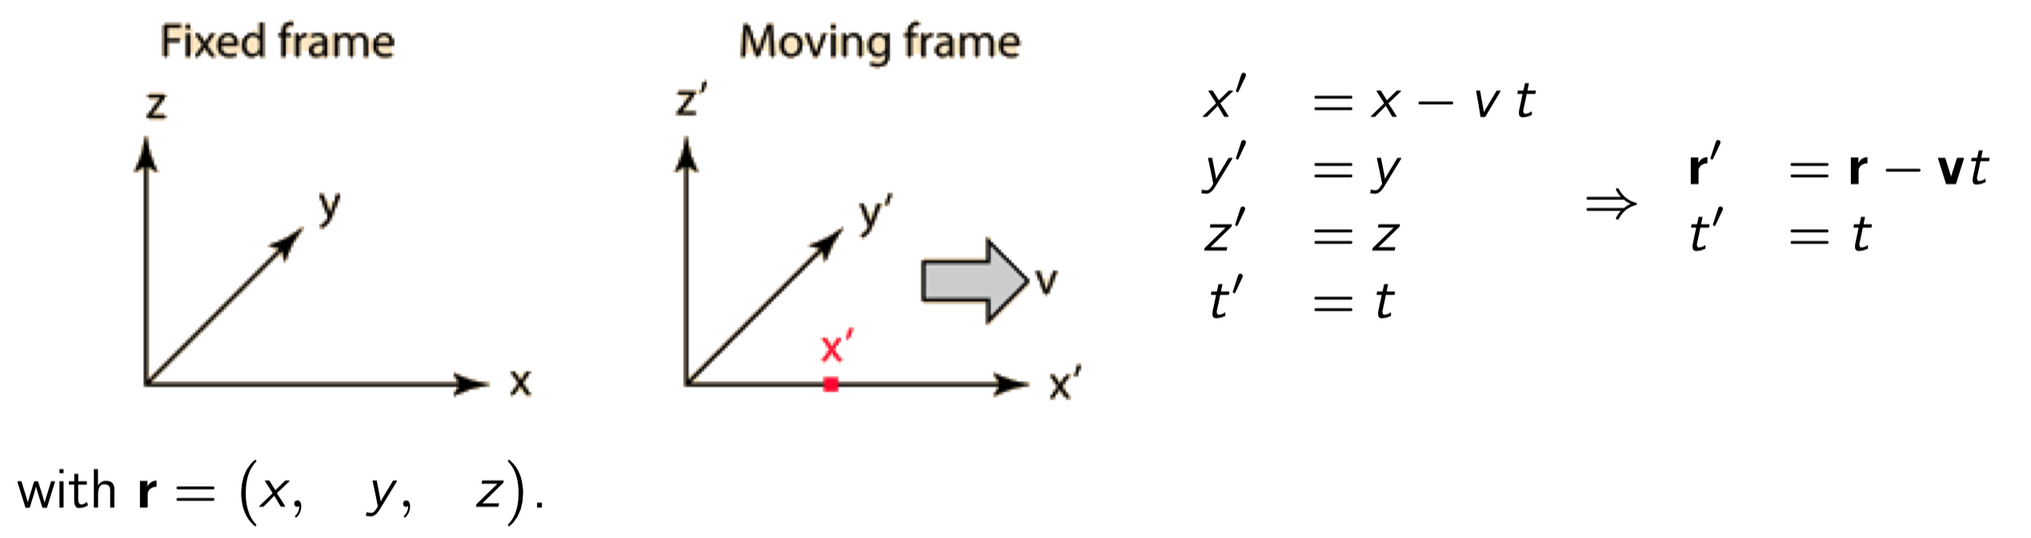 Fixed frame
z
y
x
Moving frame
z′
y′
v
x′
x′
x′ = x − v t
y′ = y
z′ = z
t′ = t
⇒
r′ = r − vt
t′ = t
with r = (x, y, z).